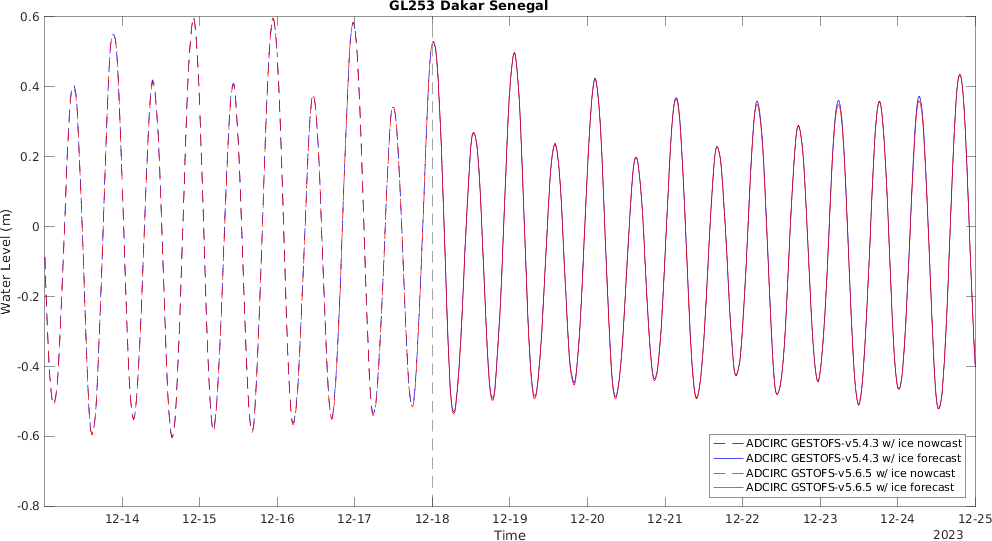 GL253 Dakar Senegal
0.6
0.4
0.2
0
-0.2
-0.4
-0.6
-0.8
Water Level (m)
ADCIRC GESTOFS-v5.4.3 w/ ice nowcast
ADCIRC GESTOFS-v5.4.3 w/ ice forecast
ADCIRC GSTOFS-v5.6.5 w/ ice nowcast
ADCIRC GSTOFS-v5.6.5 w/ ice forecast
12-14 12-15 12-16 12-17 12-18 12-19 12-20 12-21 12-22 12-23 12-24 12-25
Time
2023